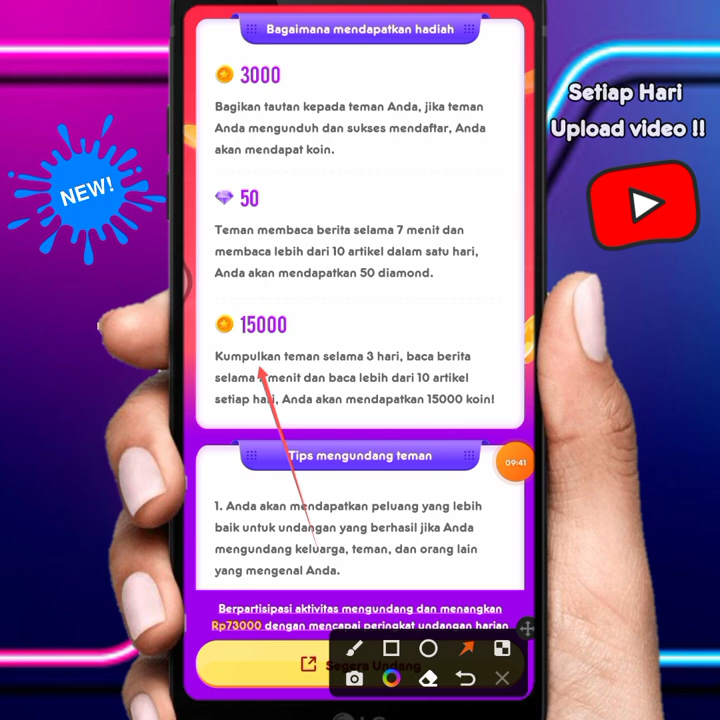 Bagaimana mendapatkan hadiah
3000
Bagikan tautan kepada teman Anda, jika teman
Anda mengunduh dan sukses mendaftar, Anda
akan mendapat koin.
50
Teman membaca berita selama 7 menit dan
membaca lebih dari 10 artikel dalam satu hari,
Anda akan mendapatkan 50 diamond.
15000
Kumpulkan teman selama 3 hari, baca berita
selama menit dan baca lebih dari 10 artikel
setiap hari, Anda akan mendapatkan 15000 koin!
Tips mengundang teman
09:41
1. Anda akan mendapatkan peluang yang lebih
baik untuk undangan yang berhasil jika Anda
mengundang keluarga, teman, dan orang lain
yang mengenal Anda.
Berpartisipasi aktivitas mengundang dan menangkan
Rp73000 dengan mencapai peringkat undangan harian
Segera Undang
LG
NEW!
Setiap Hari
Upload video !!